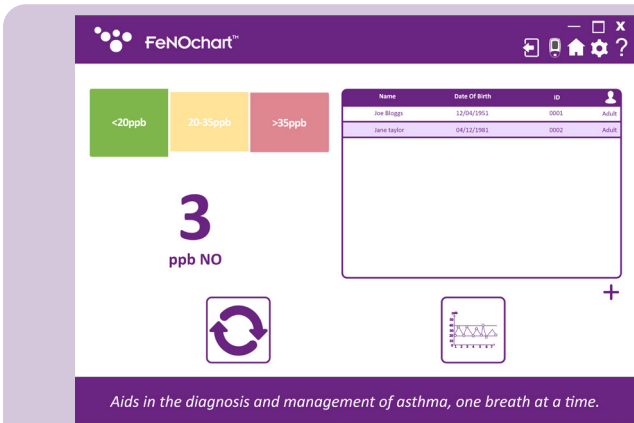 FeNOchart™
<20ppb 20-35ppb >35ppb
Name Date Of Birth ID
Joe Bloggs 12/04/1951 0001 Adult
Jane taylor 04/12/1981 0002 Adult
3
ppb NO
Aids in the diagnosis and management of asthma, one breath at a time.